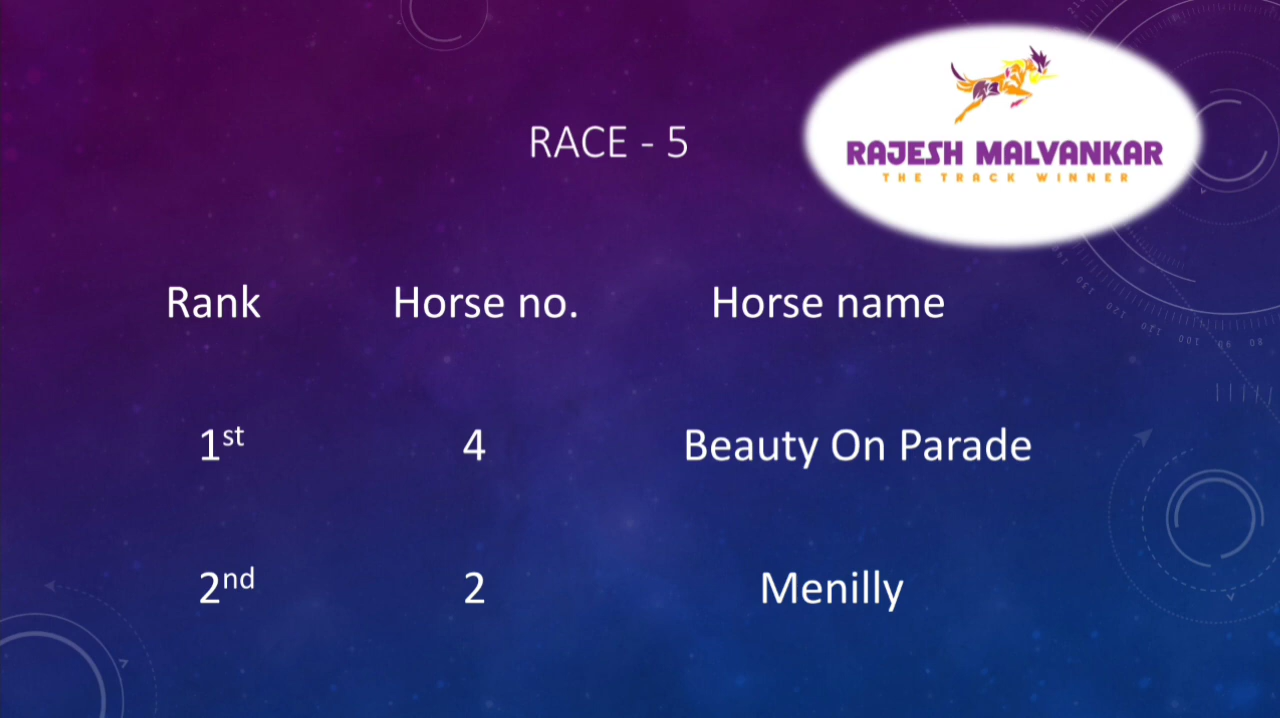 RACE - 5
RAJESH MALVANKAR
THE TRACK WINNER
Rank Horse no. Horse name
1st 4 Beauty On Parade
2nd 2 Menilly